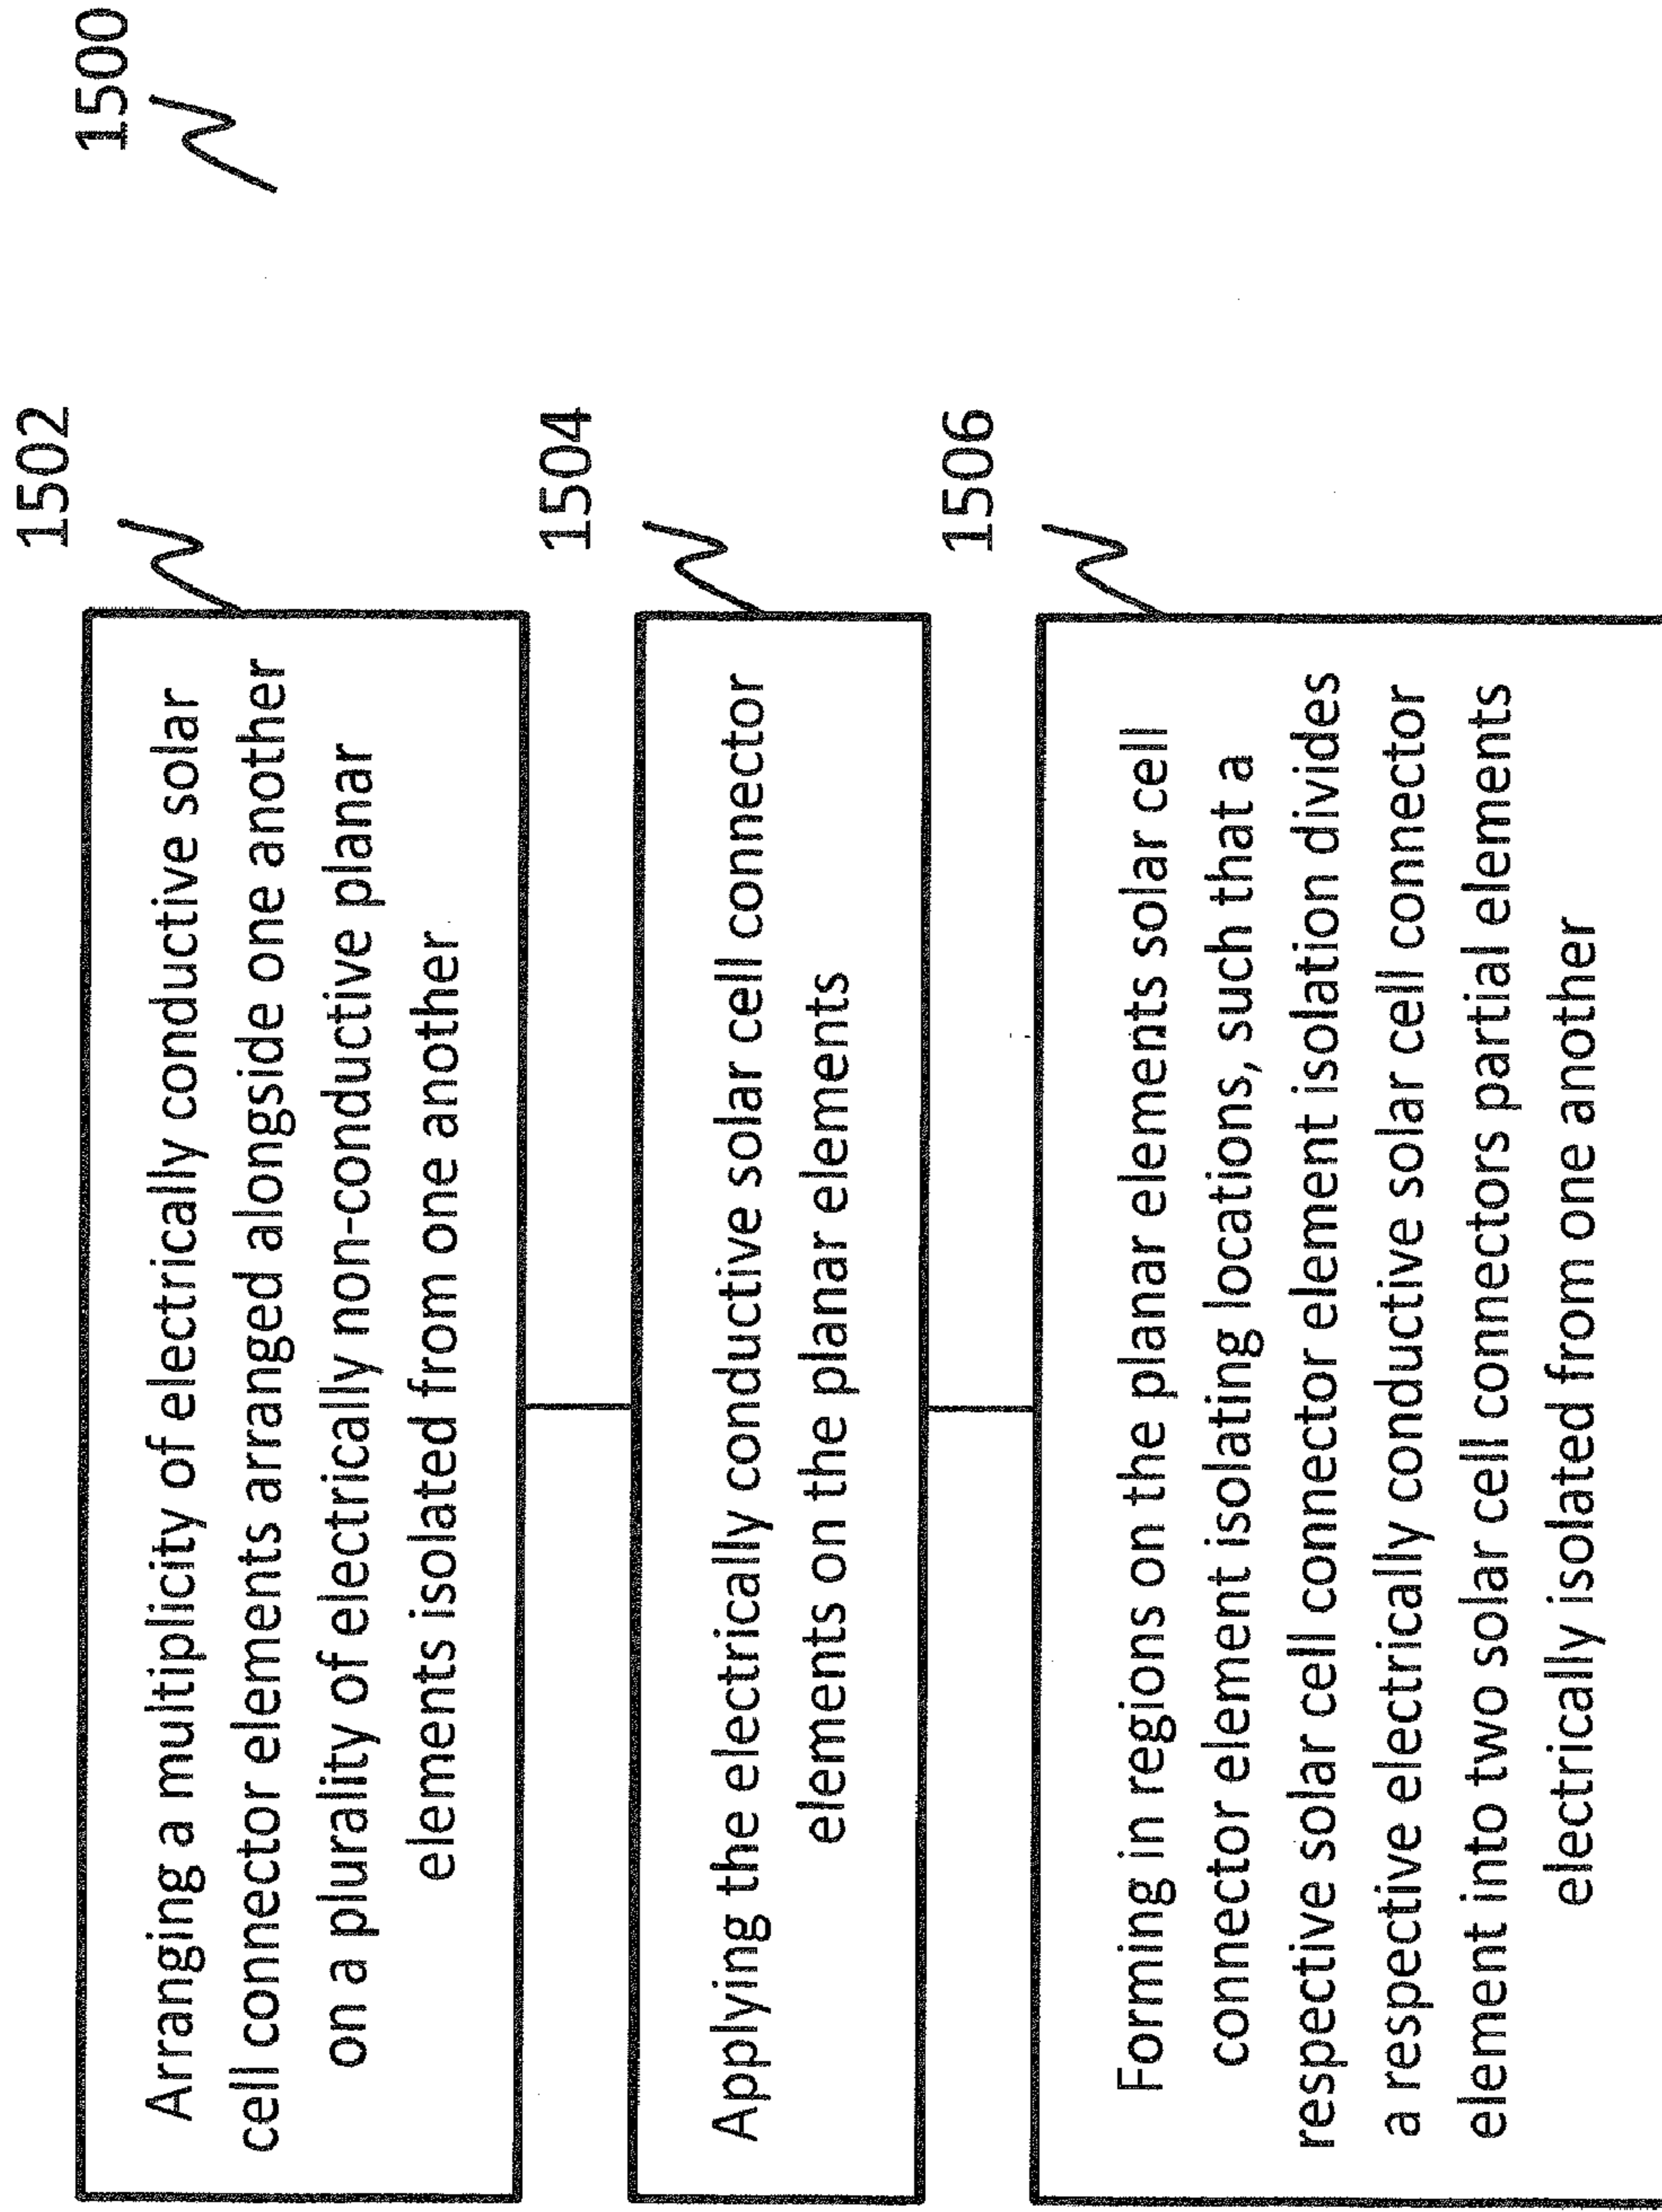 1500
1502
Arranging a multiplicity of electrically conductive solar
cell connector elements arranged alongside one another
on a plurality of electrically non-conductive planar
elements isolated from one another
1504
Applying the electrically conductive solar cell connector
elements on the planar elements
1506
Forming in regions on the planar elements solar cell
connector element isolating locations, such that a
respective solar cell connector element isolation divides
a respective electrically conductive solar cell connector
element into two solar cell connectors partial elements
electrically isolated from one another